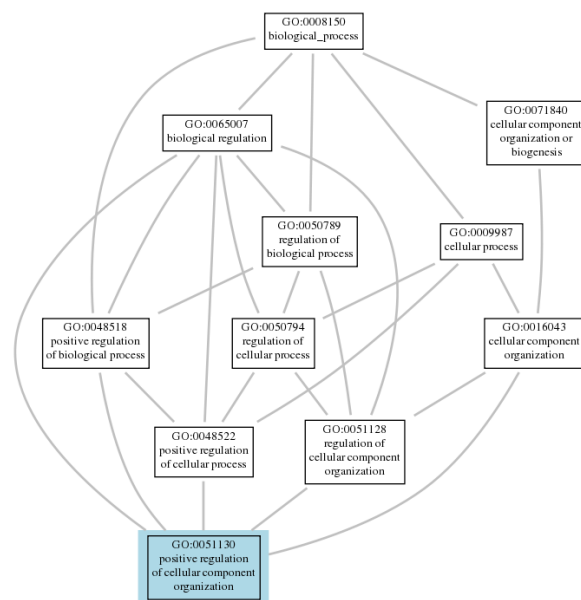 GO:0008150
biological_process
GO:0065007
biological regulation
GO:0071840
cellular component
organization or
biogenesis
GO:0050789
regulation of
biological process
GO:0009987
cellular process
GO:0048518
positive regulation
of biological process
GO:0050794
regulation of
cellular process
GO:0016043
cellular component
organization
GO:0048522
positive regulation
of cellular process
GO:0051128
regulation of
cellular component
organization
GO:0051130
positive regulation
of cellular component
organization